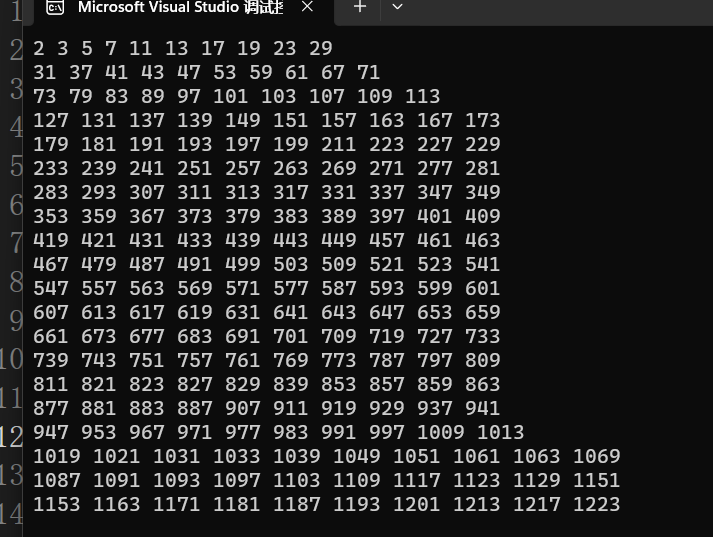 Microsoft Visual Studio 调试
2 3 5 7 11 13 17 19 23 29
31 37 41 43 47 53 59 61 67 71
73 79 83 89 97 101 103 107 109 113
127 131 137 139 149 151 157 163 167 173
179 181 191 193 197 199 211 223 227 229
233 239 241 251 257 263 269 271 277 281
283 293 307 311 313 317 331 337 347 349
353 359 367 373 379 383 389 397 401 409
419 421 431 433 439 443 449 457 461 463
467 479 487 491 499 503 509 521 523 541
547 557 563 569 571 577 587 593 599 601
607 613 617 619 631 641 643 647 653 659
661 673 677 683 691 701 709 719 727 733
739 743 751 757 761 769 773 787 797 809
811 821 823 827 829 839 853 857 859 863
877 881 883 887 907 911 919 929 937 941
947 953 967 971 977 983 991 997 1009 1013
1019 1021 1031 1033 1039 1049 1051 1061 1063 1069
1087 1091 1093 1097 1103 1109 1117 1123 1129 1151
1153 1163 1171 1181 1187 1193 1201 1213 1217 1223
1
2
3
4
5
6
7
8
9
10
11
12
13
14